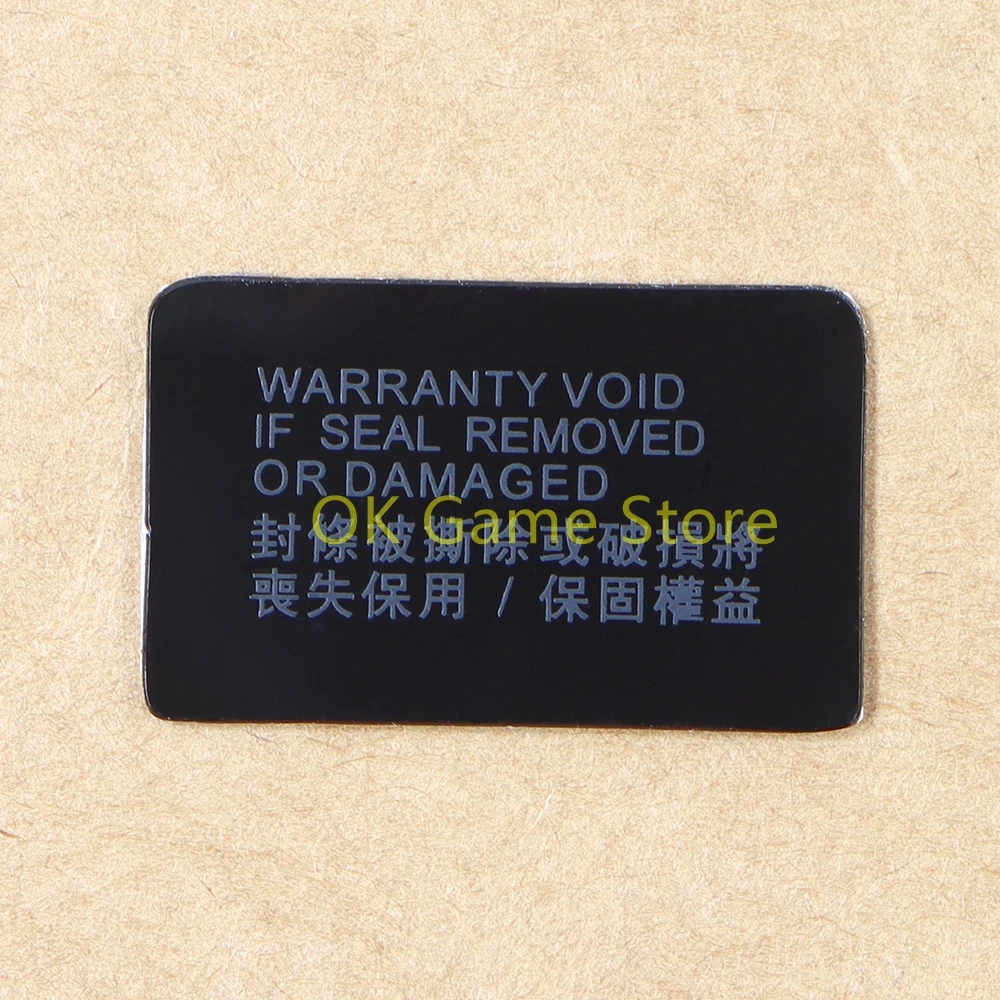 WARRANTY VOID
IF SEAL REMOVED
OR DAMAGED
OK Game Store
封條被撕除或破損將
喪失保用 / 保固權益